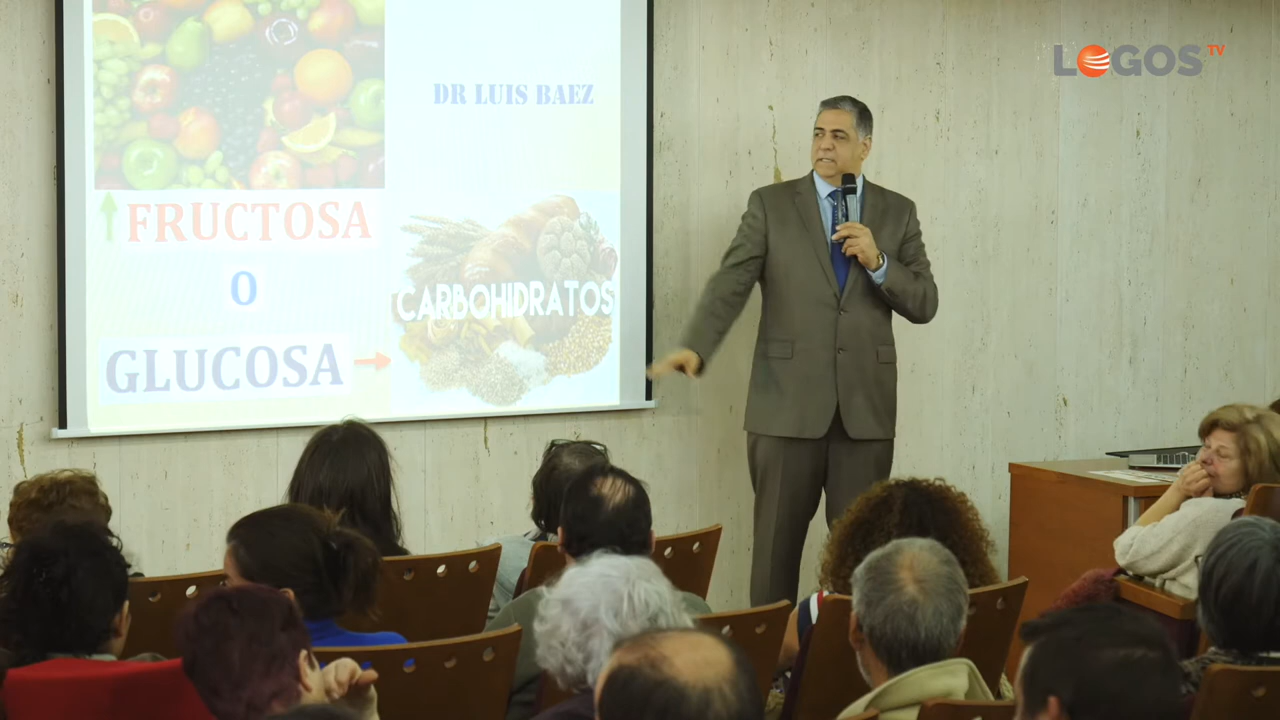 LOGOS TV
DR LUIS BAEZ
FRUCTOSA
O
GLUCOSA
CARBOHIDRATOS